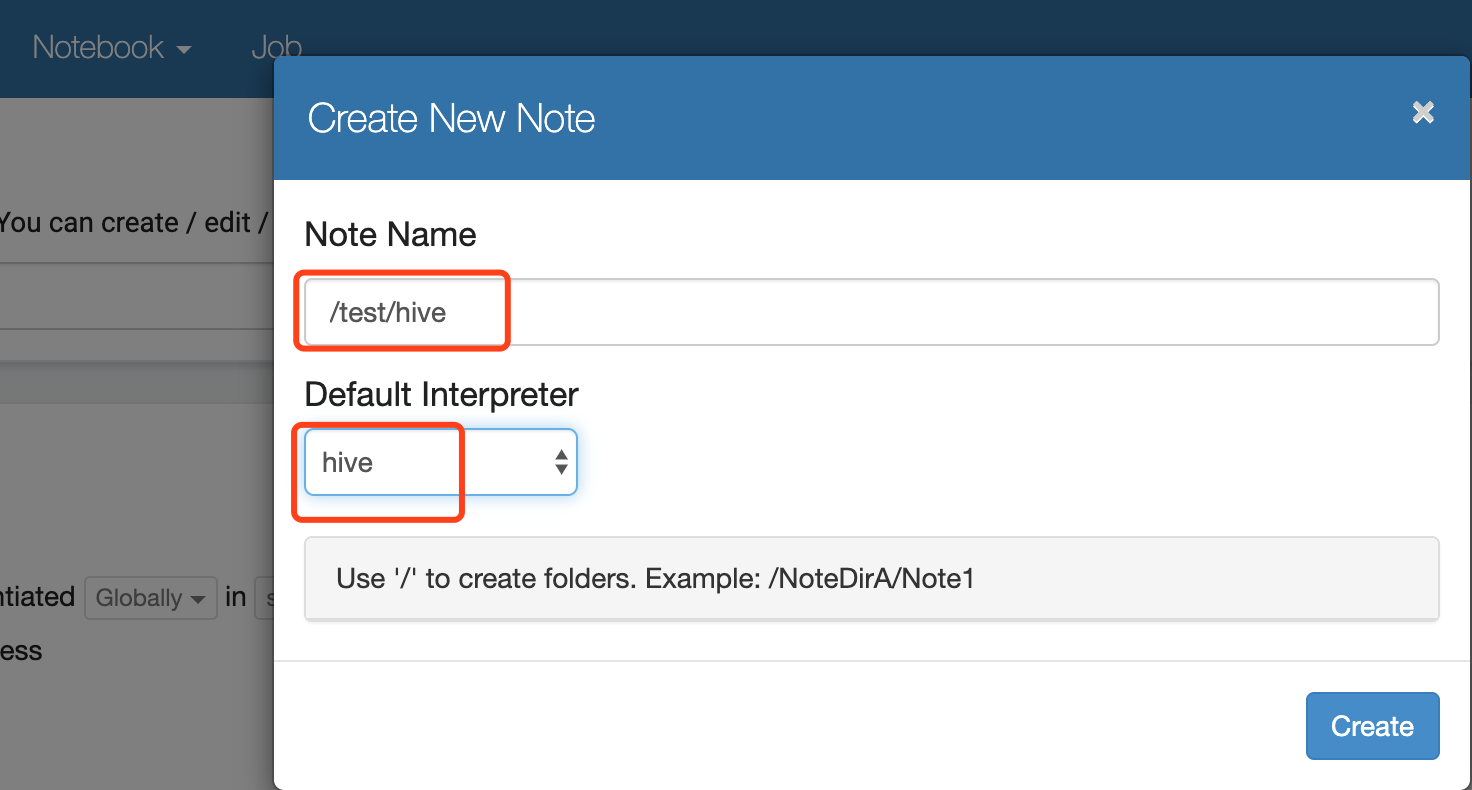 Notebook
Job
Create New Note
You can create / edit /
Note Name
/test/hive
Default Interpreter
hive
Use '/' to create folders. Example: /NoteDirA/Note1
ntiated Globally in s
ess
Create